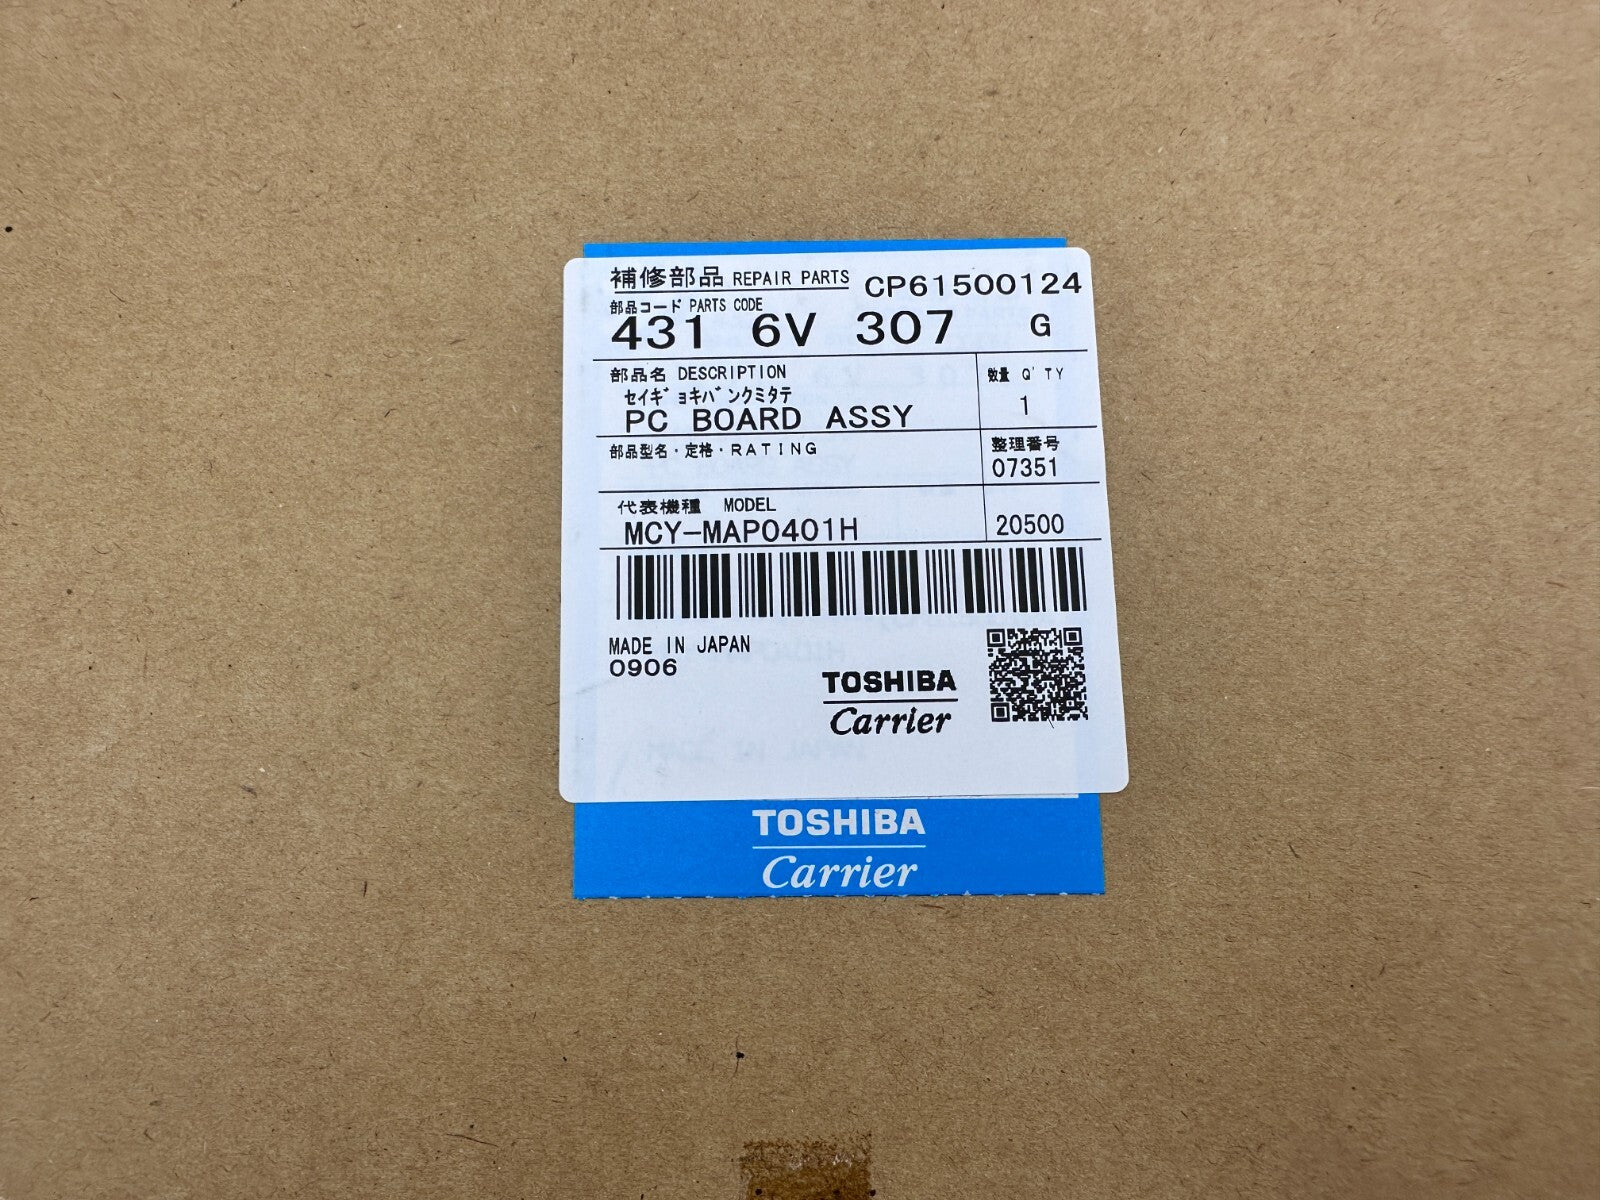 補修部品 REPAIR PARTS CP61500124
部品コード PARTS CODE
431 6V 307 G
部品名 DESCRIPTION 数量 Q'TY
セイギョキバンクミタテ 1
PC BOARD ASSY
部品型名・定格・RATING 整理番号
07351
代表機種 MODEL
MCY-MAP0401H 20500
MADE IN JAPAN
0906
TOSHIBA
Carrier
TOSHIBA
Carrier